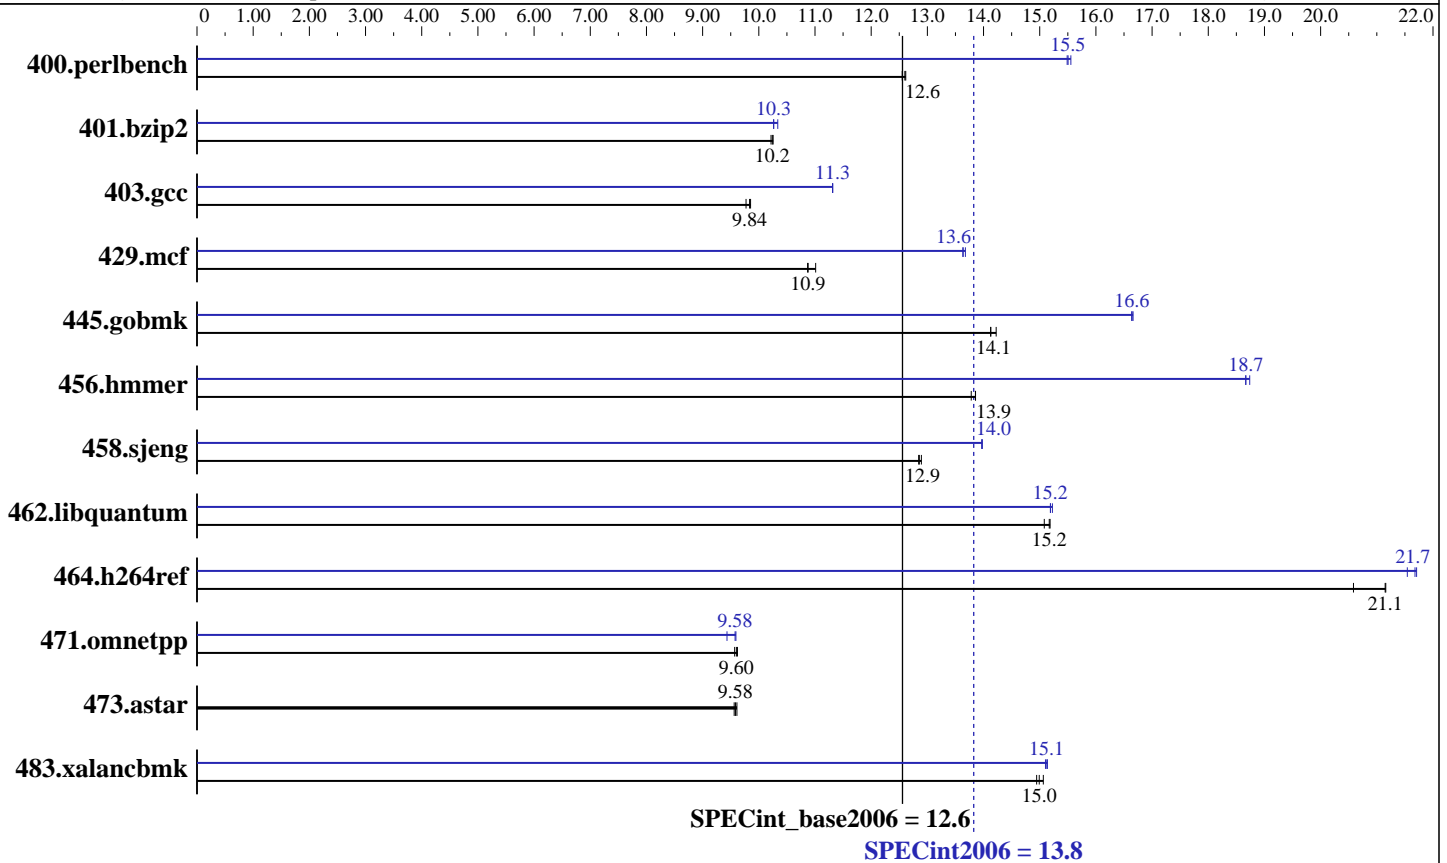 0 1.00 2.00 3.00 4.00 5.00 6.00 7.00 8.00 9.00 10.0 11.0 12.0 13.0 14.0 15.0 16.0 17.0 18.0 19.0 20.0 22.0
15.5
400.perlbench
12.6
10.3
401.bzip2
10.2
11.3
403.gcc
9.84
13.6
429.mcf
10.9
16.6
445.gobmk
14.1
18.7
456.hmmer
13.9
14.0
458.sjeng
12.9
15.2
462.libquantum
15.2
21.7
464.h264ref
21.1
9.58
471.omnetpp
9.60
9.58
473.astar
15.1
483.xalancbmk
15.0
SPECint_base2006 = 12.6
SPECint2006 = 13.8